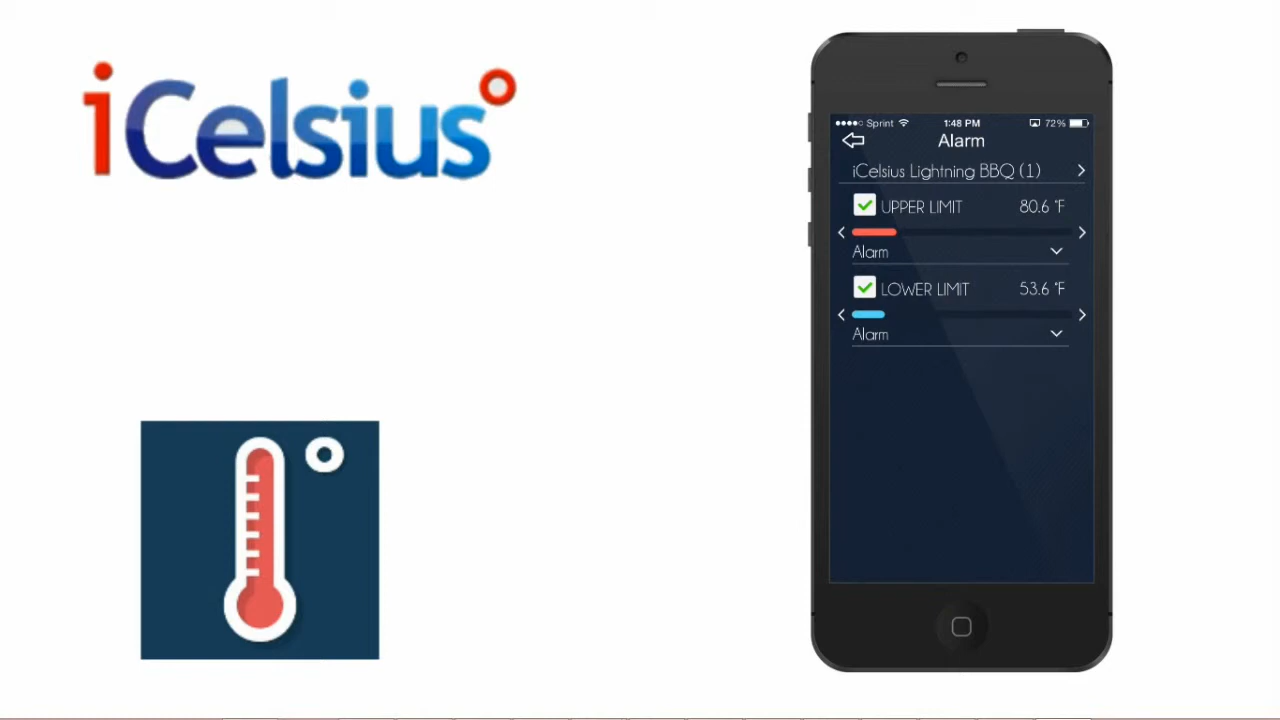 iCelsius°
Sprint 1:48 PM 72%
Alarm
iCelsius Lightning BBQ (1)
UPPER LIMIT 80.6 °F
Alarm
LOWER LIMIT 53.6 °F
Alarm